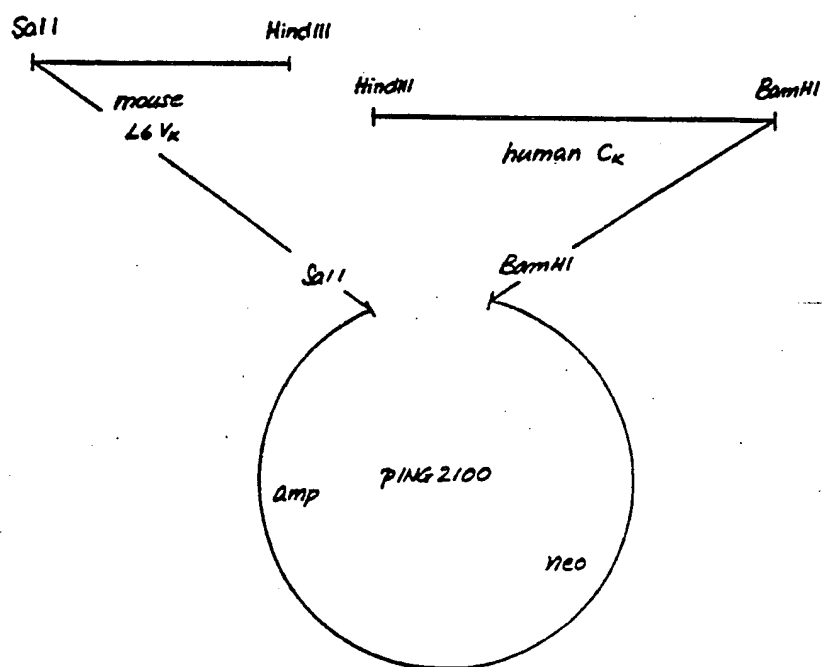 SalI HindIII
HindIII BamHI
mouse
L6 Vκ
human Cκ
SalI BamHI
pING2100
amp
neo